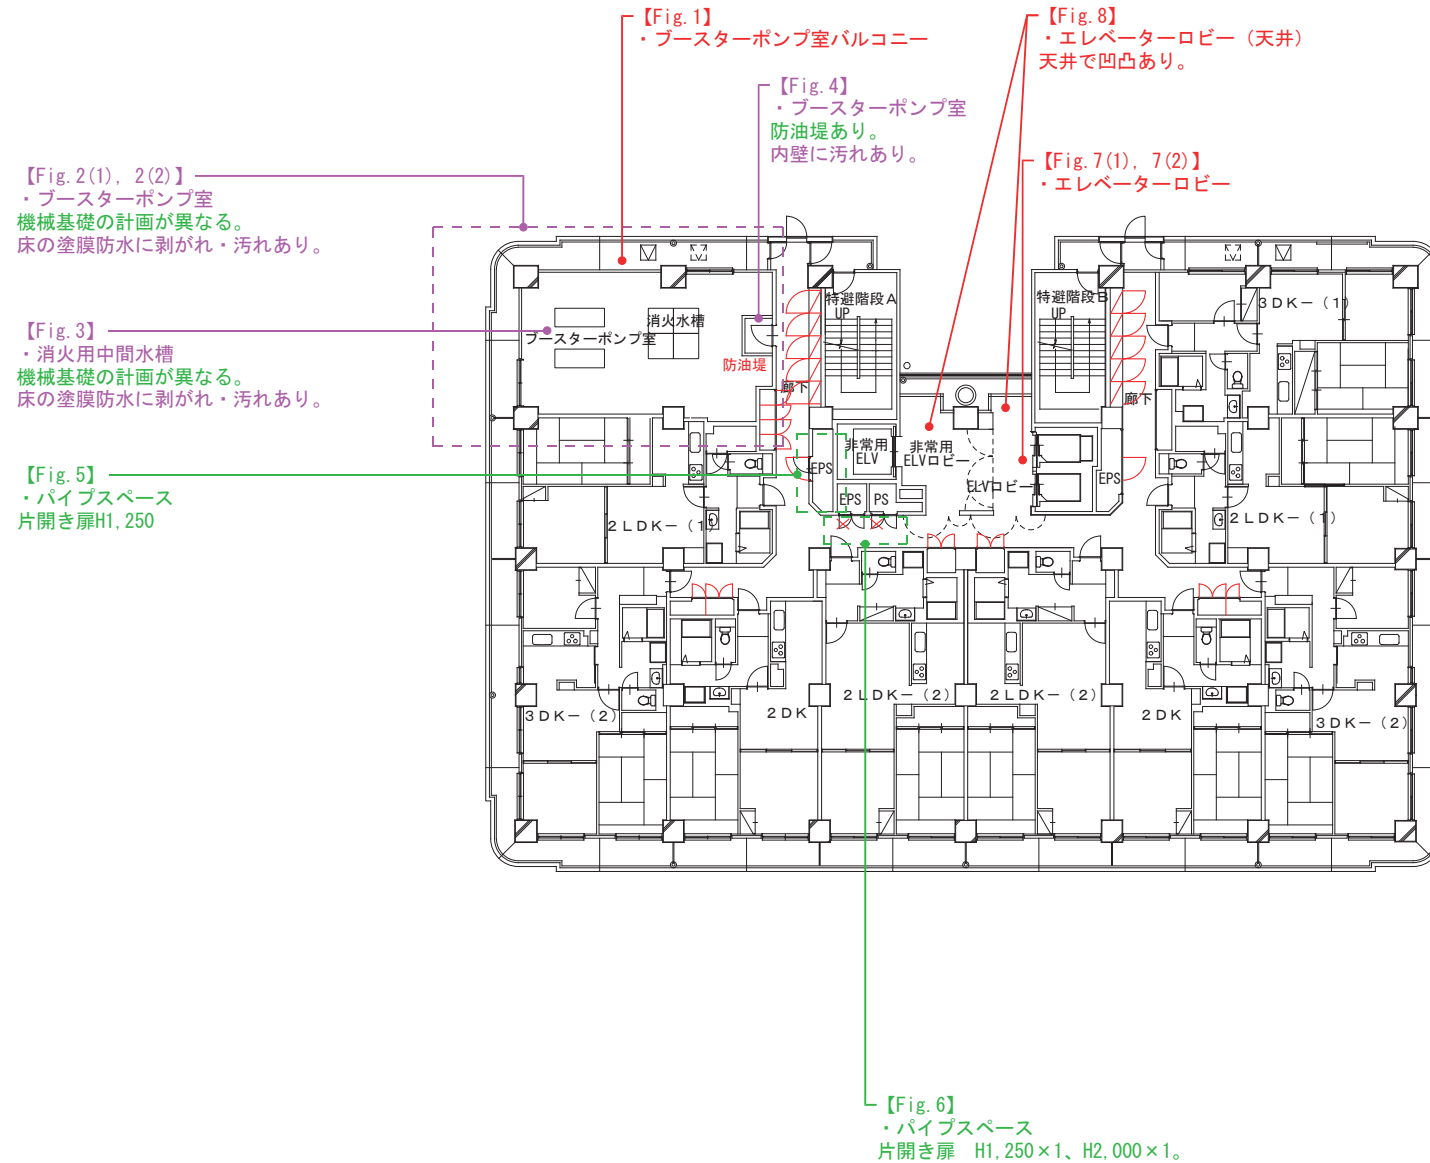 【Fig.1】
・ブースターポンプ室バルコニー
【Fig.8】
・エレベーターロビー（天井）
天井で凹凸あり。
【Fig.4】
・ブースターポンプ室
防油堤あり。
内壁に汚れあり。
【Fig.7(1), 7(2)】
・エレベーターロビー
【Fig.2(1), 2(2)】
・ブースターポンプ室
機械基礎の計画が異なる。
床の塗膜防水に剥がれ・汚れあり。
【Fig.3】
・消火用中間水槽
機械基礎の計画が異なる。
床の塗膜防水に剥がれ・汚れあり。
【Fig.5】
・パイプスペース
片開き扉H1,250
消火水槽
ブースターポンプ室
防油堤
廊下
特避階段A
UP
特避階段B
UP
3DK－（1）
廊下
非常用
ELV
非常用
ELVロビー
ELVロビー
EPS
EPS
PS
EPS
2LDK－（1）
2LDK－（1）
3DK－（2）
2DK
2LDK－（2）
2LDK－（2）
2DK
3DK－（2）
【Fig.6】
・パイプスペース
片開き扉　H1,250×1、H2,000×1。